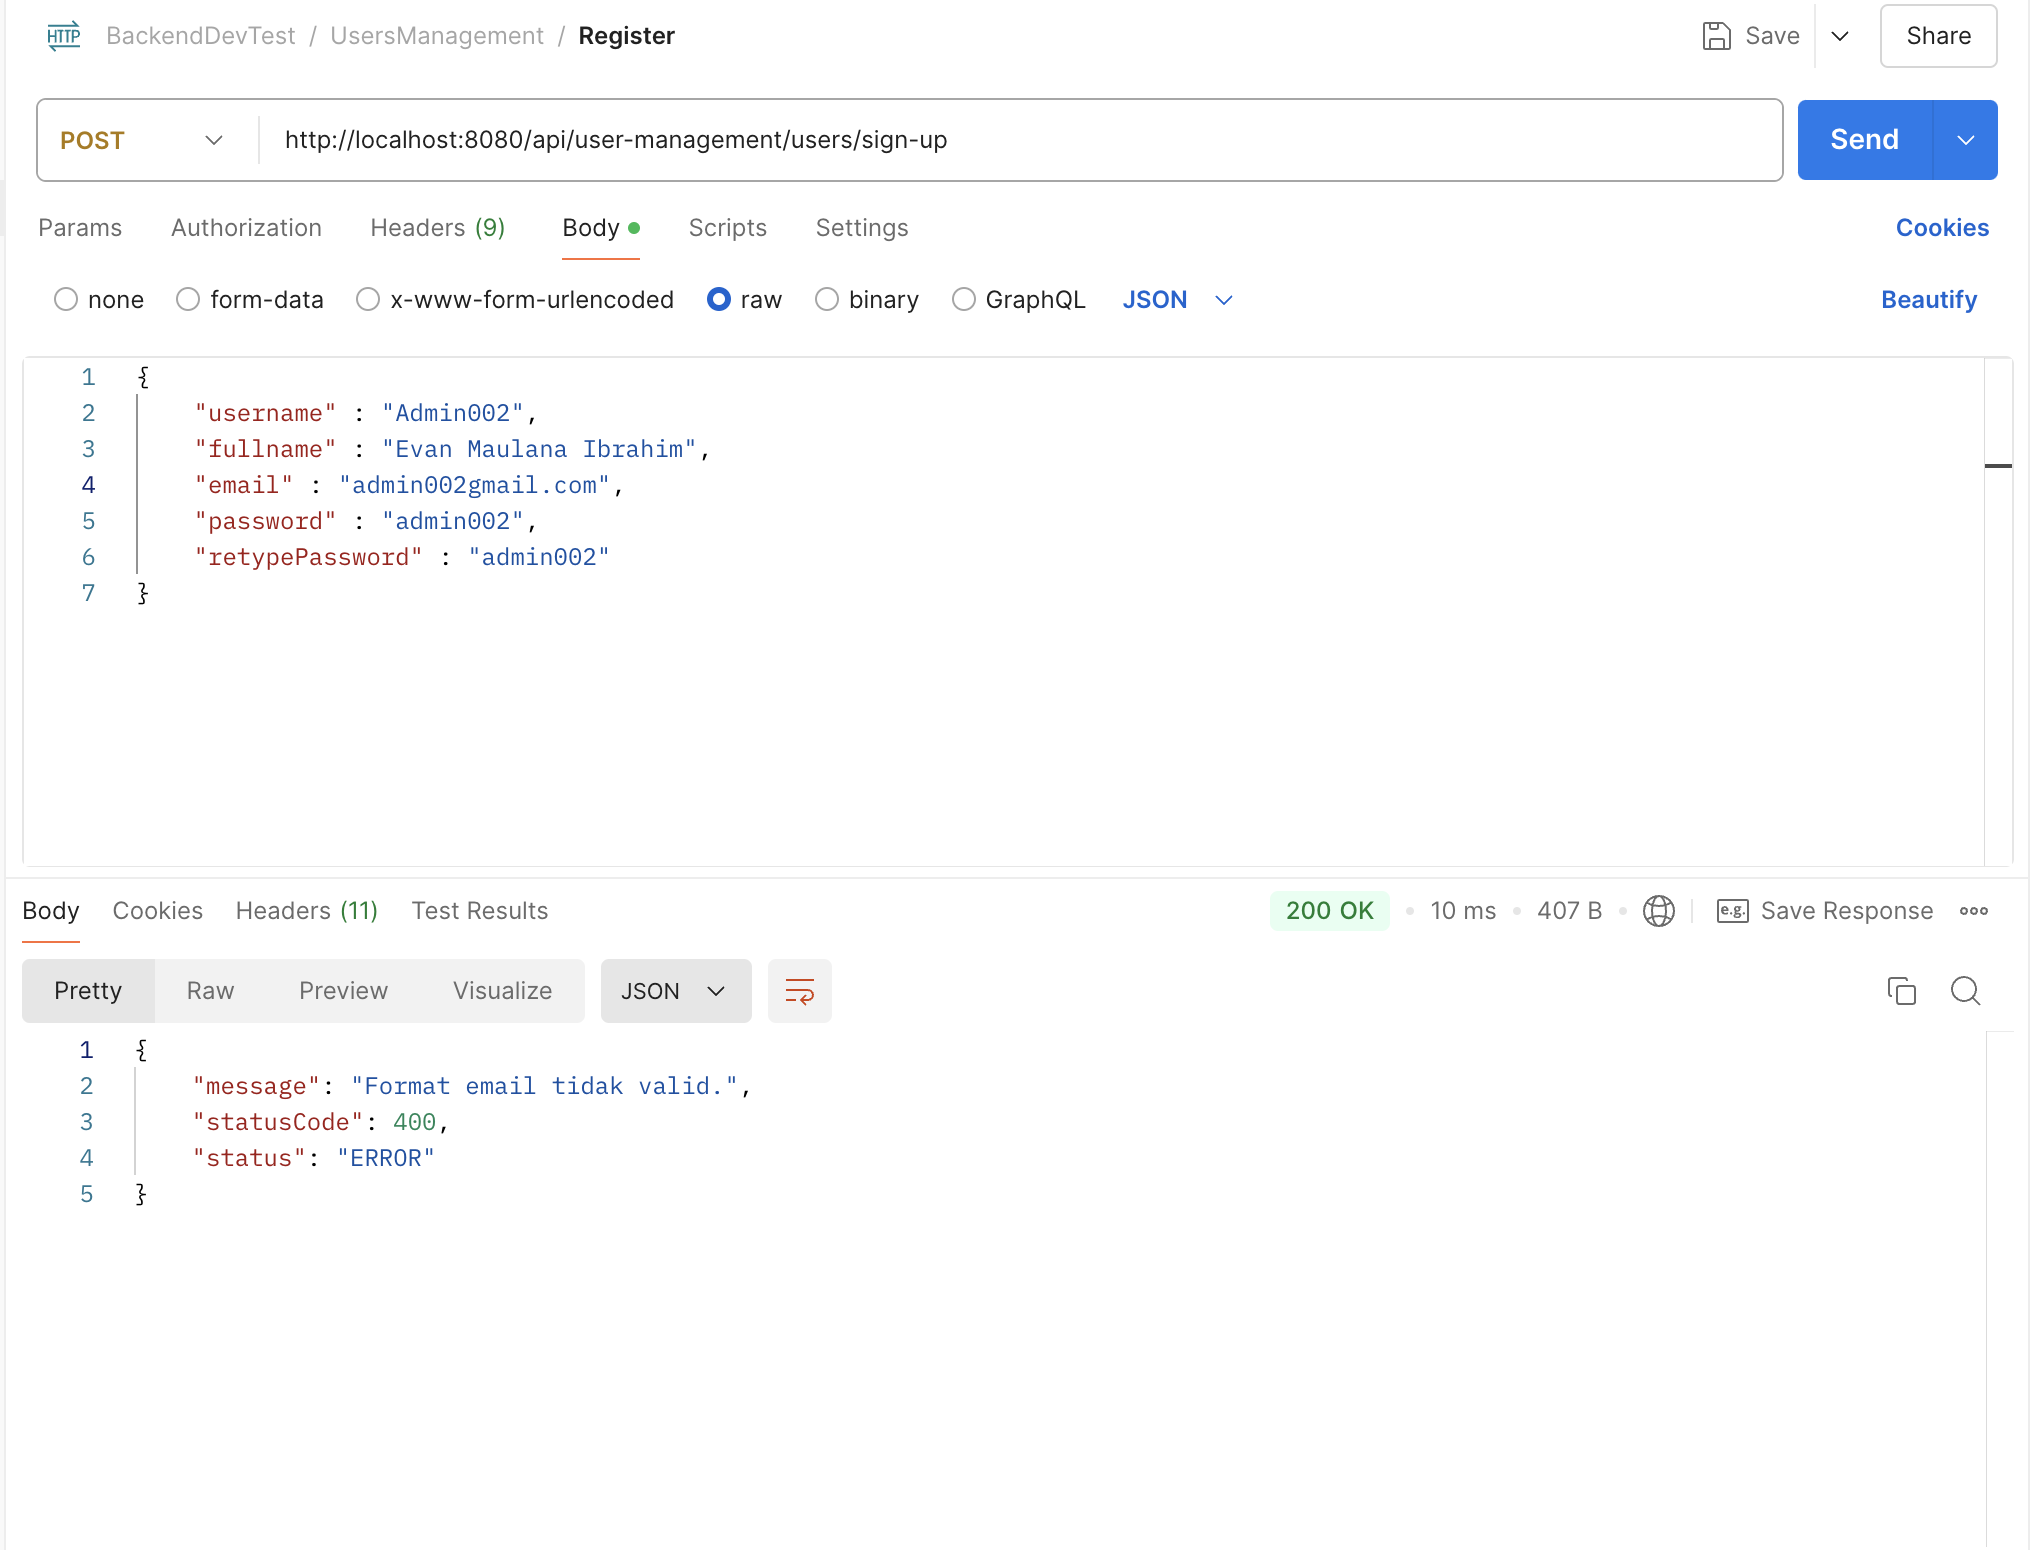 HTTP BackendDevTest / UsersManagement / Register Save Share
POST http://localhost:8080/api/user-management/users/sign-up Send
Params Authorization Headers (9) Body Scripts Settings Cookies
none form-data x-www-form-urlencoded raw binary GraphQL JSON Beautify
1 {
2 "username" : "Admin002",
3 "fullname" : "Evan Maulana Ibrahim",
4 "email" : "admin002gmail.com",
5 "password" : "admin002",
6 "retypePassword" : "admin002"
7 }
Body Cookies Headers (11) Test Results 200 OK 10 ms 407 B e.g. Save Response
Pretty Raw Preview Visualize JSON
1 {
2 "message": "Format email tidak valid.",
3 "statusCode": 400,
4 "status": "ERROR"
5 }